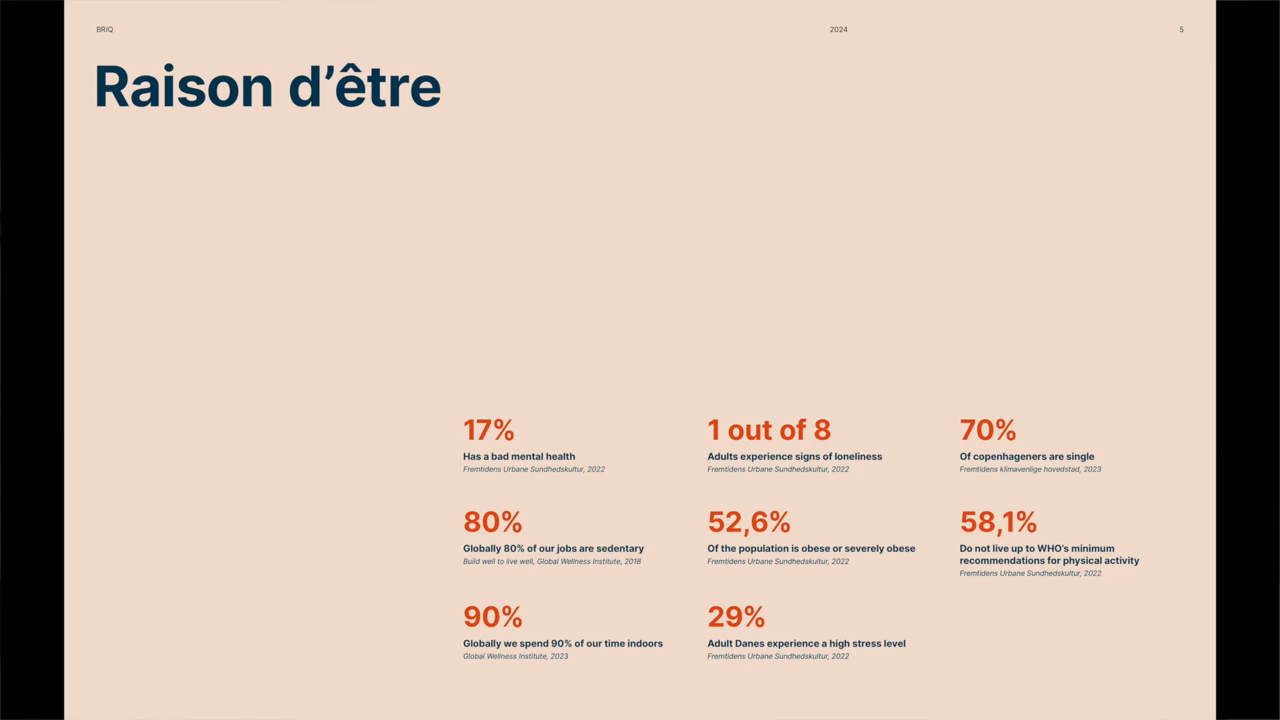 BRIQ
2024
5
Raison d’être
17%
Has a bad mental health
Fremtidens Urbane Sundhedskultur, 2022
1 out of 8
Adults experience signs of loneliness
Fremtidens Urbane Sundhedskultur, 2022
70%
Of copenhageners are single
Fremtidens klimavenlige hovedstad, 2023
80%
Globally 80% of our jobs are sedentary
Build well to live well, Global Wellness Institute, 2018
52,6%
Of the population is obese or severely obese
Fremtidens Urbane Sundhedskultur, 2022
58,1%
Do not live up to WHO’s minimum
recommendations for physical activity
Fremtidens Urbane Sundhedskultur, 2022
90%
Globally we spend 90% of our time indoors
Global Wellness Institute, 2023
29%
Adult Danes experience a high stress level
Fremtidens Urbane Sundhedskultur, 2022